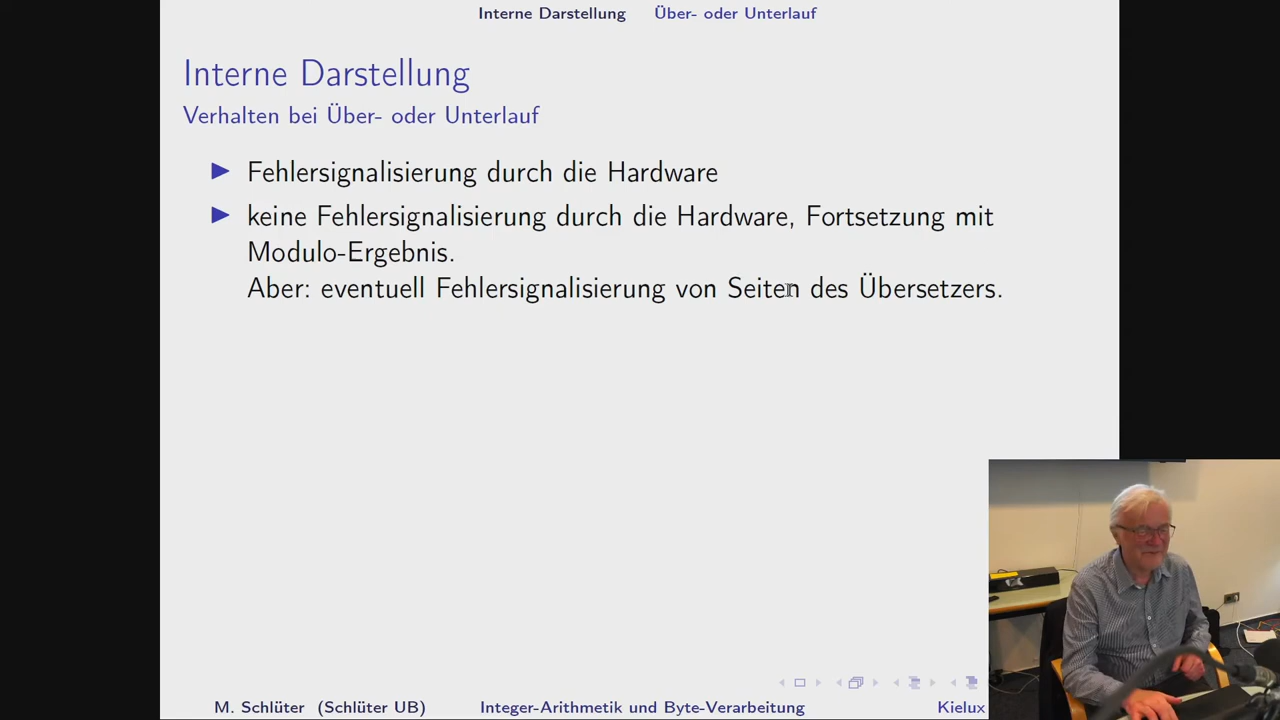 Interne Darstellung Über- oder Unterlauf
Interne Darstellung
Verhalten bei Über- oder Unterlauf
Fehlersignalisierung durch die Hardware
keine Fehlersignalisierung durch die Hardware, Fortsetzung mit
Modulo-Ergebnis.
Aber: eventuell Fehlersignalisierung von Seiten des Übersetzers.
M. Schlüter (Schlüter UB) Integer-Arithmetik und Byte-Verarbeitung Kielux